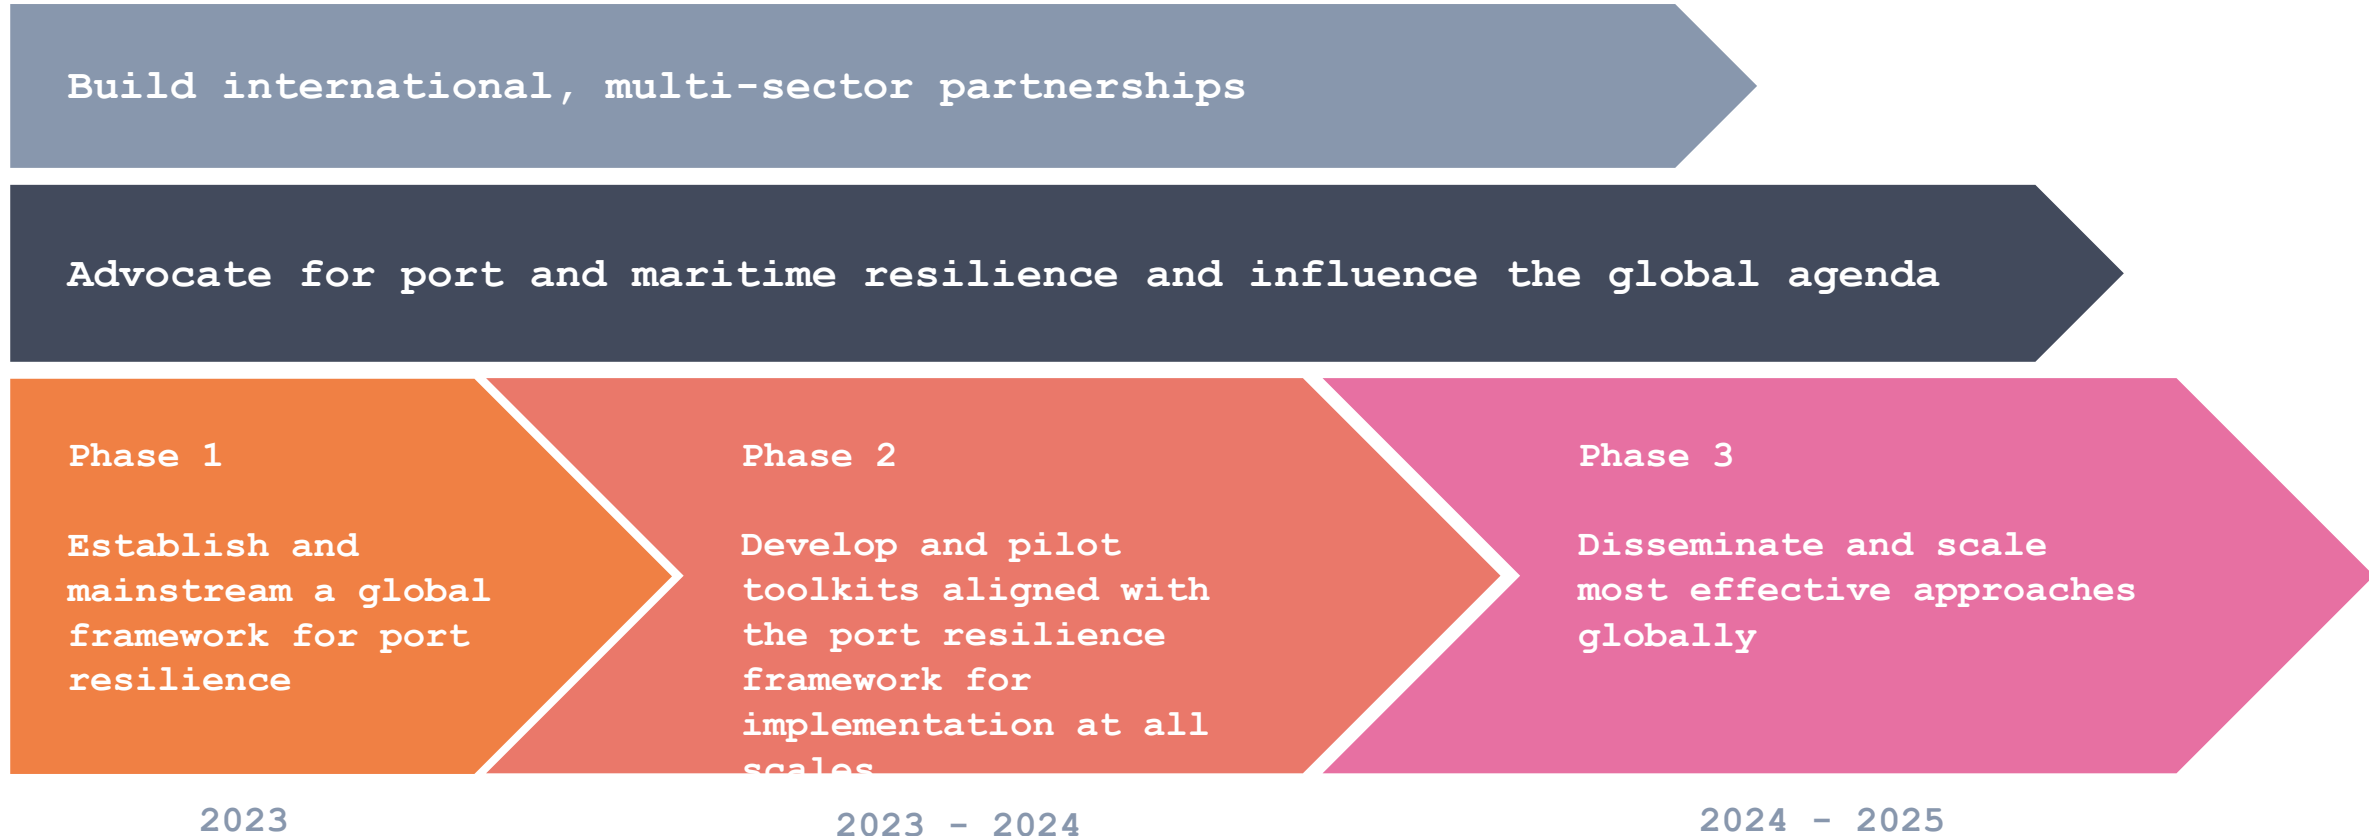 Build international, multi-sector partnerships
Advocate for port and maritime resilience and influence the global agenda
Phase 1
Establish and
mainstream a global
framework for port
resilience
2023
Phase 2
Develop and pilot
toolkits aligned with
the port resilience
framework for
implementation at all
scales
2023 - 2024
Phase 3
Disseminate and scale
most effective approaches
globally
2024 - 2025